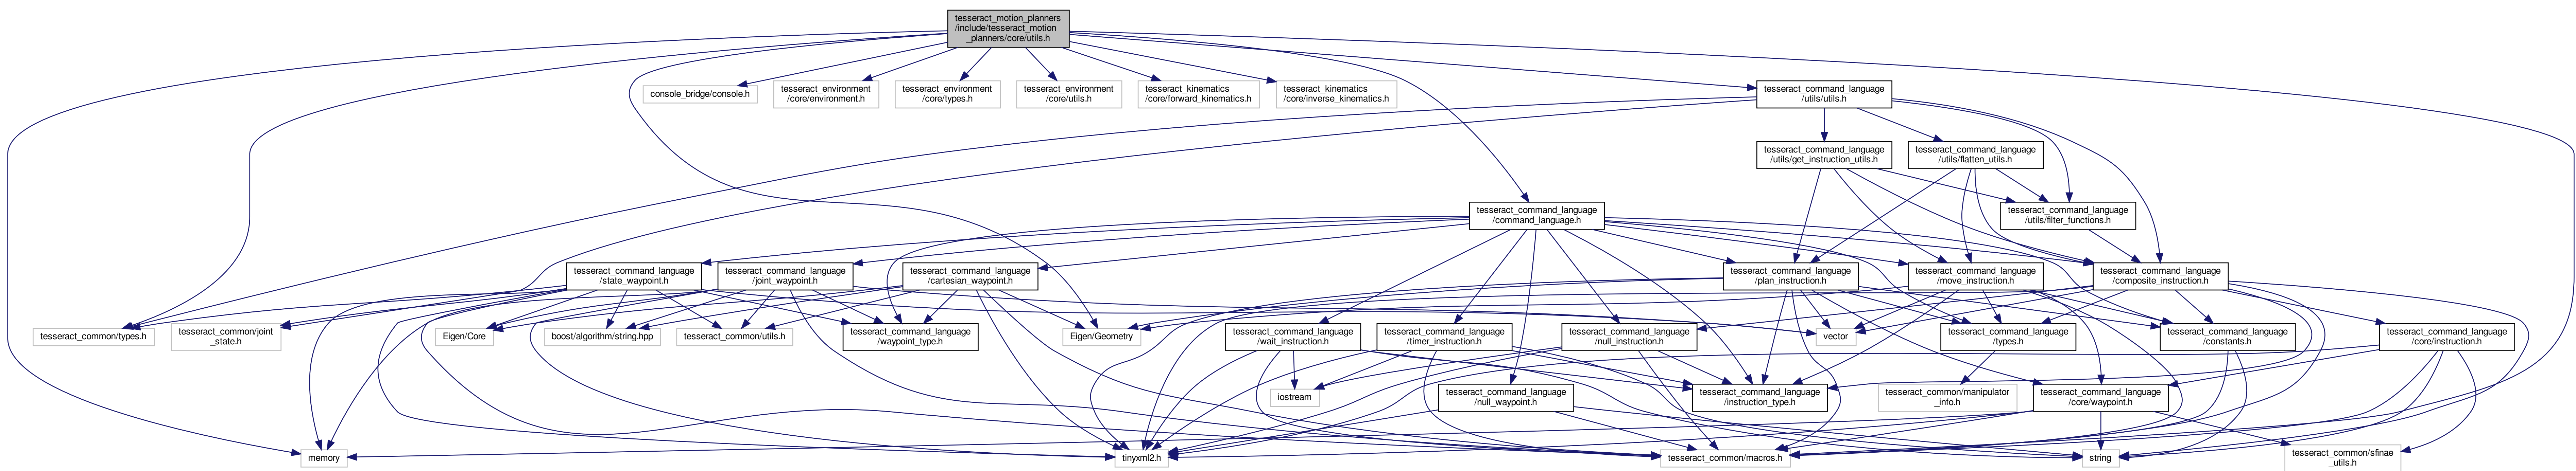 tesseract_motion_planners
/include/tesseract_motion
_planners/core/utils.h
console_bridge/console.h
tesseract_environment
/core/environment.h
tesseract_environment
/core/types.h
tesseract_environment
/core/utils.h
tesseract_kinematics
/core/forward_kinematics.h
tesseract_kinematics
/core/inverse_kinematics.h
tesseract_command_language
/utils/utils.h
tesseract_command_language
/utils/get_instruction_utils.h
tesseract_command_language
/utils/flatten_utils.h
tesseract_command_language
/command_language.h
tesseract_command_language
/utils/filter_functions.h
tesseract_command_language
/state_waypoint.h
tesseract_command_language
/joint_waypoint.h
tesseract_command_language
/cartesian_waypoint.h
tesseract_command_language
/plan_instruction.h
tesseract_command_language
/move_instruction.h
tesseract_command_language
/composite_instruction.h
tesseract_common/types.h
tesseract_common/joint
_state.h
Eigen/Core
boost/algorithm/string.hpp
tesseract_common/utils.h
tesseract_command_language
/waypoint_type.h
Eigen/Geometry
tesseract_command_language
/wait_instruction.h
tesseract_command_language
/timer_instruction.h
tesseract_command_language
/null_instruction.h
vector
tesseract_command_language
/types.h
tesseract_command_language
/constants.h
tesseract_command_language
/core/instruction.h
iostream
tesseract_command_language
/null_waypoint.h
tesseract_command_language
/instruction_type.h
tesseract_common/manipulator
_info.h
tesseract_command_language
/core/waypoint.h
memory
tinyxml2.h
tesseract_common/macros.h
string
tesseract_common/sfinae
_utils.h